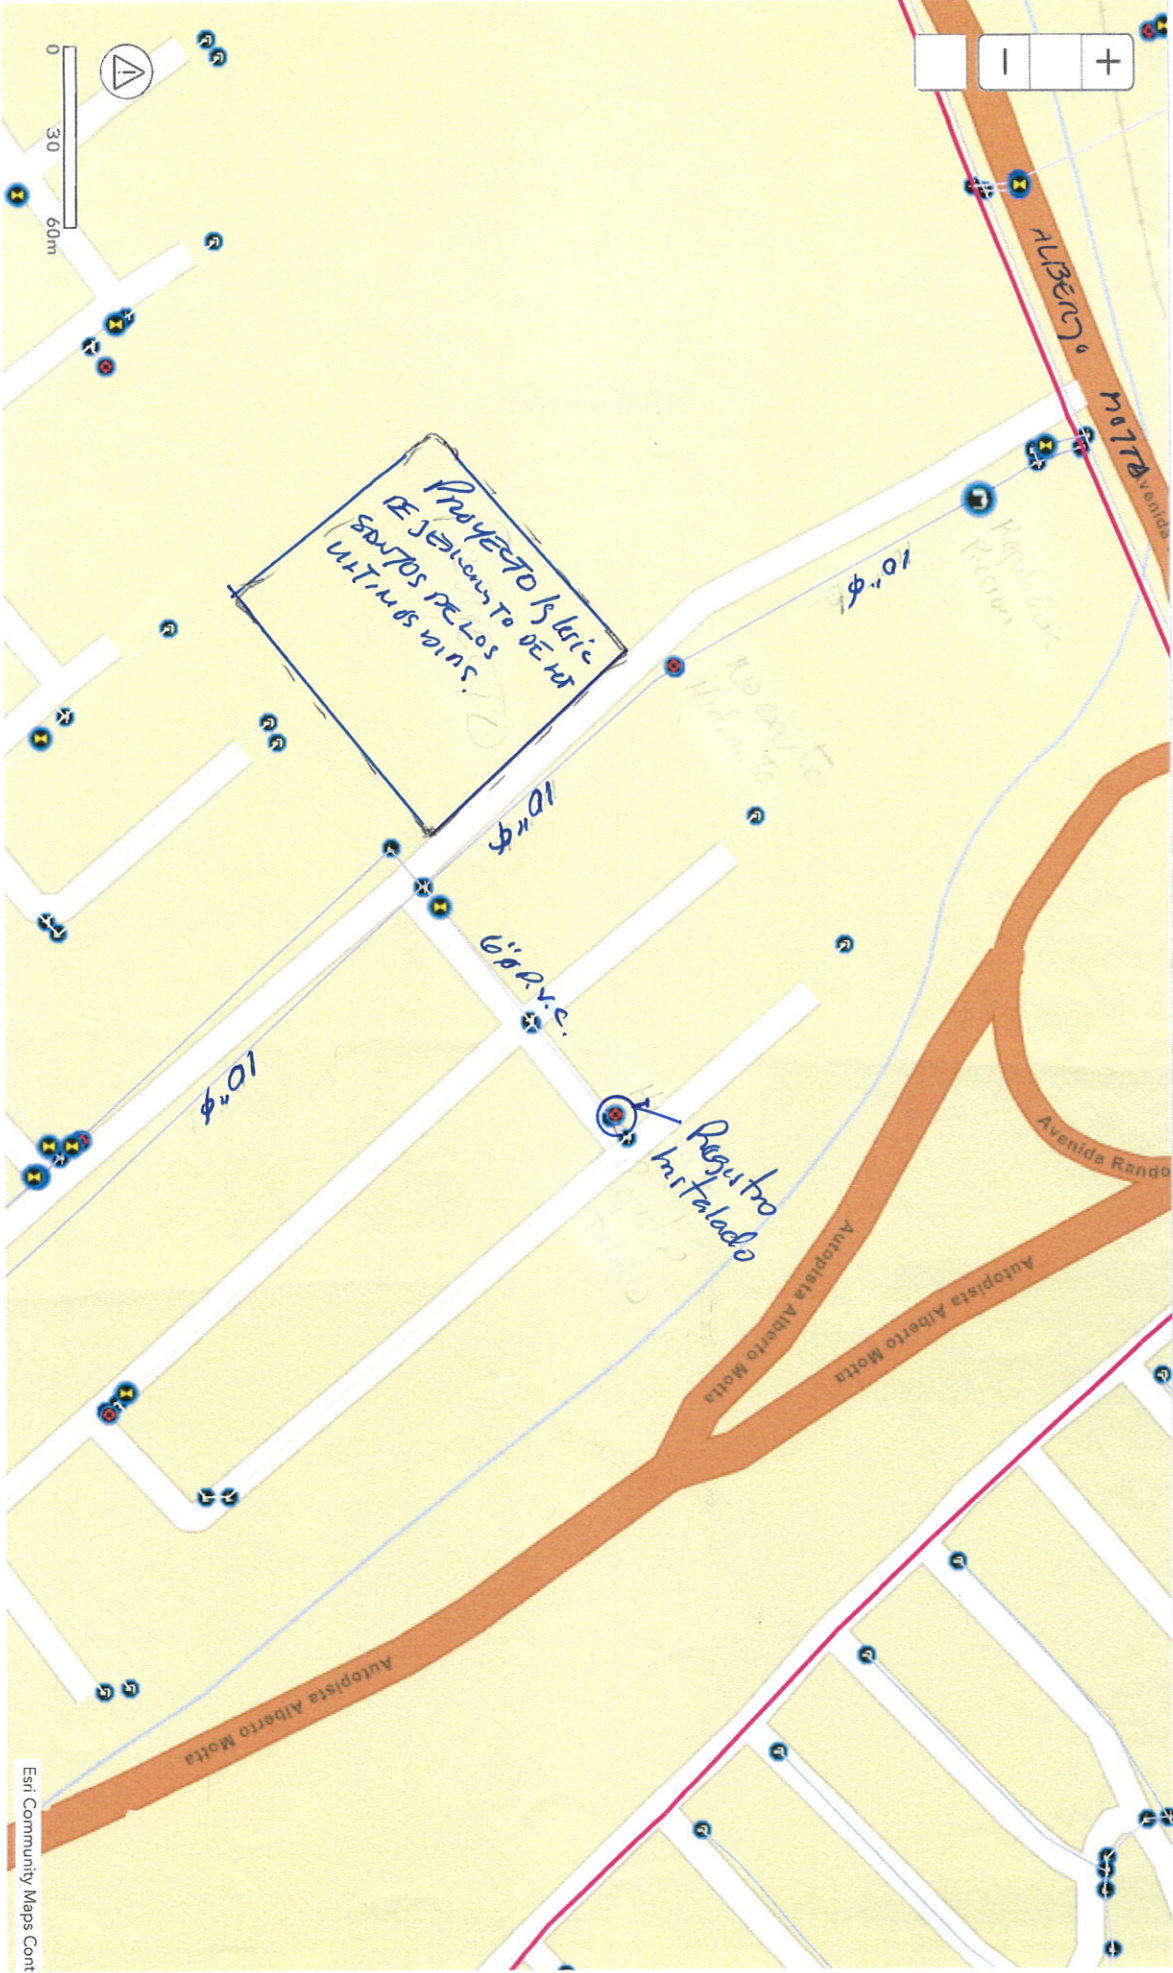 0 30 60m
+
−
ALBERTO MOTTA
Avenida
10"ϕ
Regulador
Presion
No existe
Hidrante
PROYECTO Iglesia
DE JESUCRISTO DE LOS
SANTOS DE LOS
ULTIMOS DIAS.
10"ϕ
6"ϕ P.V.C.
10"ϕ
Registro
Instalado
Avenida Rando
Autopista Alberto Motta
Autopista Alberto Motta
Autopista Alberto Motta
Esri Community Maps Cont